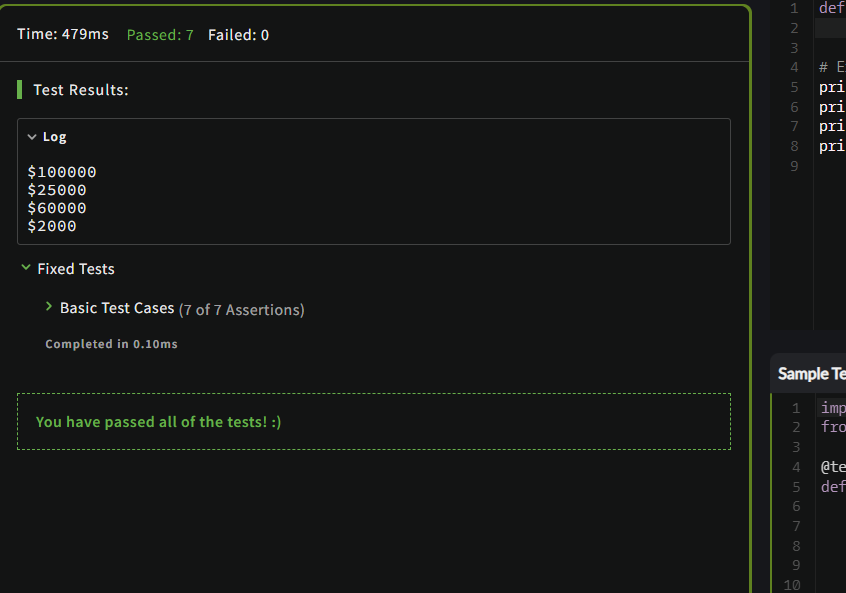 Time: 479ms Passed: 7 Failed: 0
Test Results:
Log
$100000
$25000
$60000
$2000
Fixed Tests
Basic Test Cases (7 of 7 Assertions)
Completed in 0.10ms
You have passed all of the tests! :)
1 def
2
3
4 # E
5 pri
6 pri
7 pri
8 pri
9
Sample Te
1 imp
2 fro
3
4 @te
5 def
6
7
8
9
10